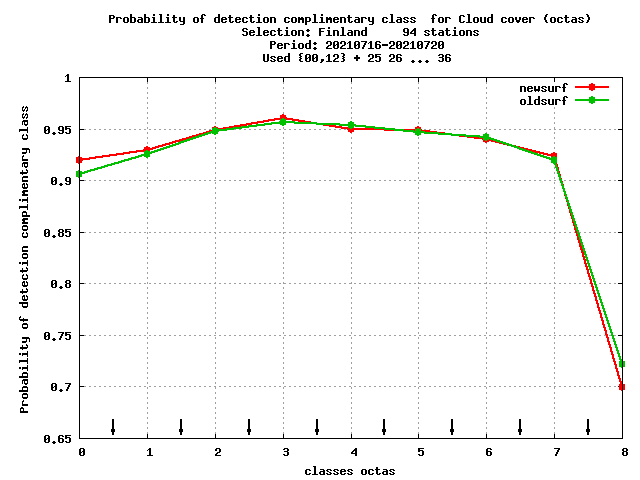 Probability of detection complimentary class  for Cloud cover (octas)
Selection: Finland     94 stations
Period: 20210716-20210720
Used {00,12} + 25 26 ... 36
newsurf
oldsurf
Probability of detection complimentary class
1
0.95
0.9
0.85
0.8
0.75
0.7
0.65
0 1 2 3 4 5 6 7 8
classes octas